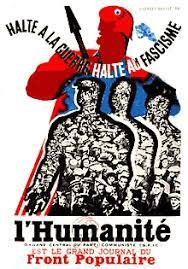 HALTE A LA GUERRE
HALTE AU FASCISME
l'Humanité
ORGANE CENTRAL DU PARTI COMMUNISTE (S.F.I.C)
EST LE GRAND JOURNAL DU
Front Populaire